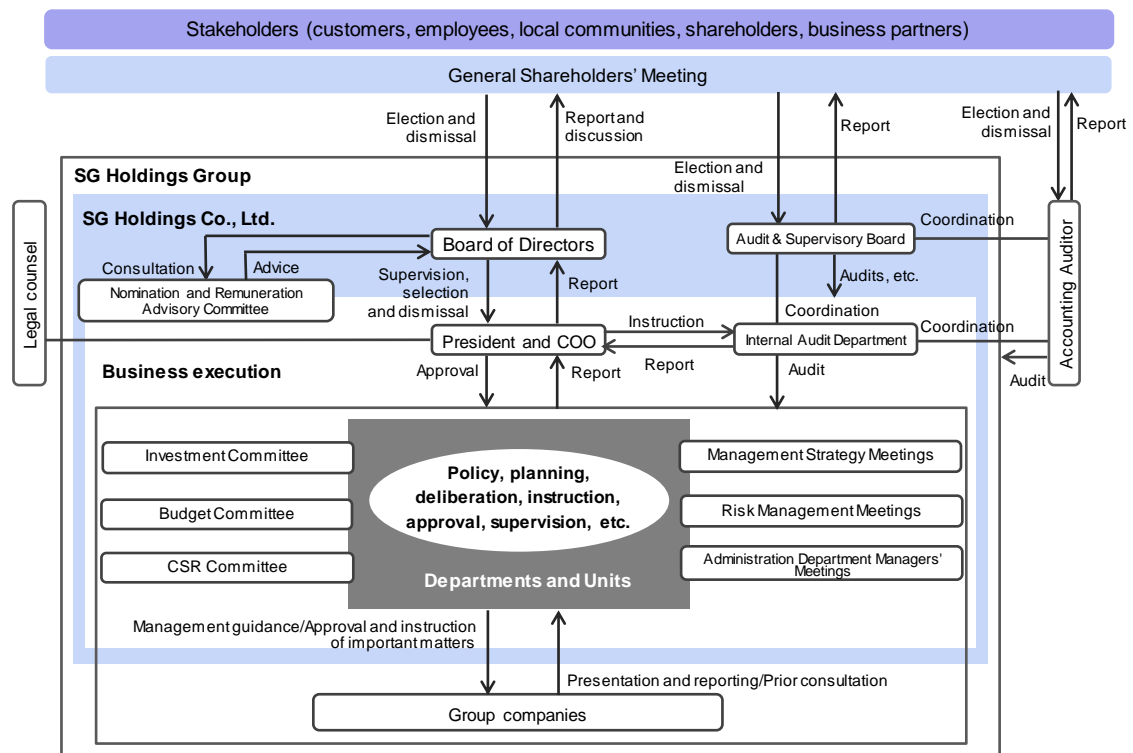 Stakeholders (customers, employees, local communities, shareholders, business partners)
General Shareholders' Meeting
Election and
dismissal
Report and
discussion
Election and
dismissal
Report
Election and
dismissal
Report
SG Holdings Group
SG Holdings Co., Ltd.
Legal counsel
Board of Directors
Audit & Supervisory Board
Coordination
Accounting Auditor
Consultation
Advice
Nomination and Remuneration
Advisory Committee
Supervision,
selection
and dismissal
Report
Audits, etc.
Coordination
President and COO
Instruction
Report
Internal Audit Department
Coordination
Audit
Business execution
Approval
Report
Audit
Investment Committee
Budget Committee
CSR Committee
Policy, planning,
deliberation, instruction,
approval, supervision, etc.
Departments and Units
Management Strategy Meetings
Risk Management Meetings
Administration Department Managers'
Meetings
Management guidance/Approval and instruction
of important matters
Presentation and reporting/Prior consultation
Group companies